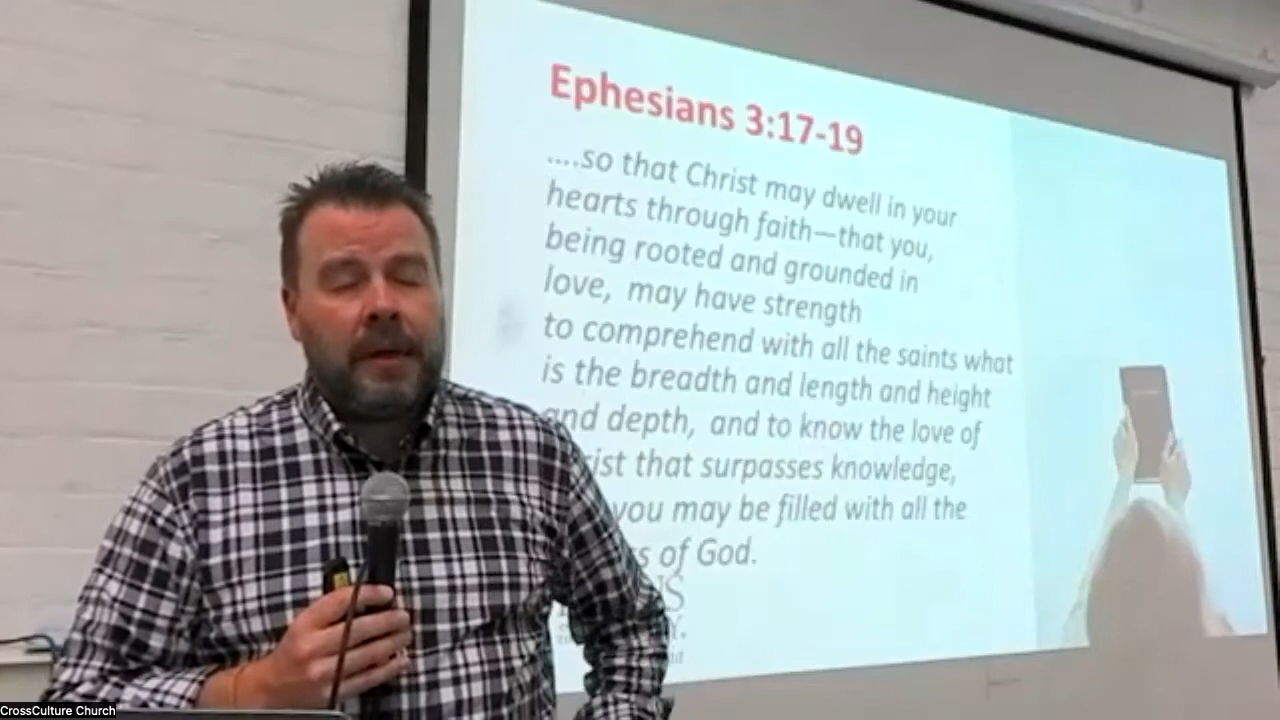 Ephesians 3:17-19
....so that Christ may dwell in your
hearts through faith—that you,
being rooted and grounded in
love, may have strength
to comprehend with all the saints what
is the breadth and length and height
and depth, and to know the love of
that surpasses knowledge,
you may be filled with all the
of God.
CrossCulture Church